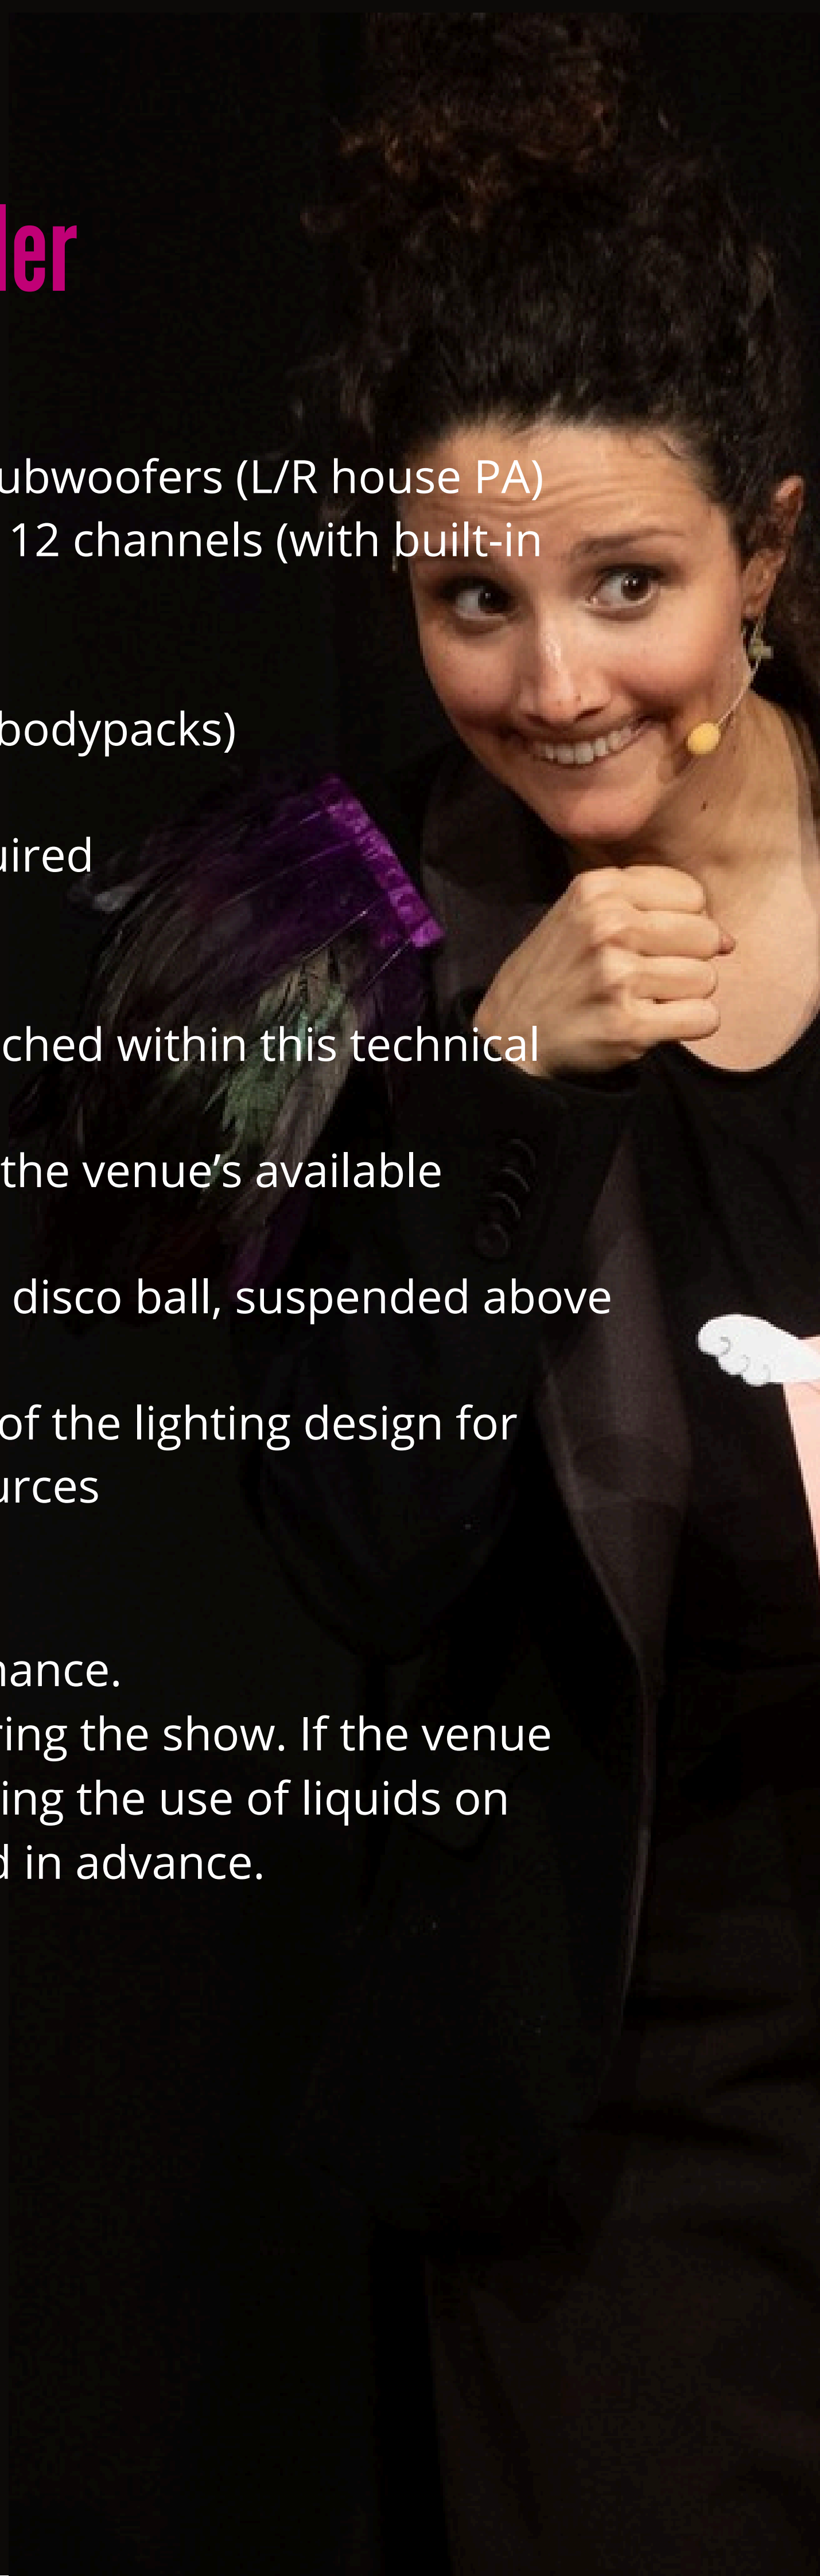 ler
ubwoofers (L/R house PA)
12 channels (with built-in
bodypacks)
uired
ched within this technical
the venue’s available
disco ball, suspended above
of the lighting design for
urces
nance.
ring the show. If the venue
ing the use of liquids on
d in advance.